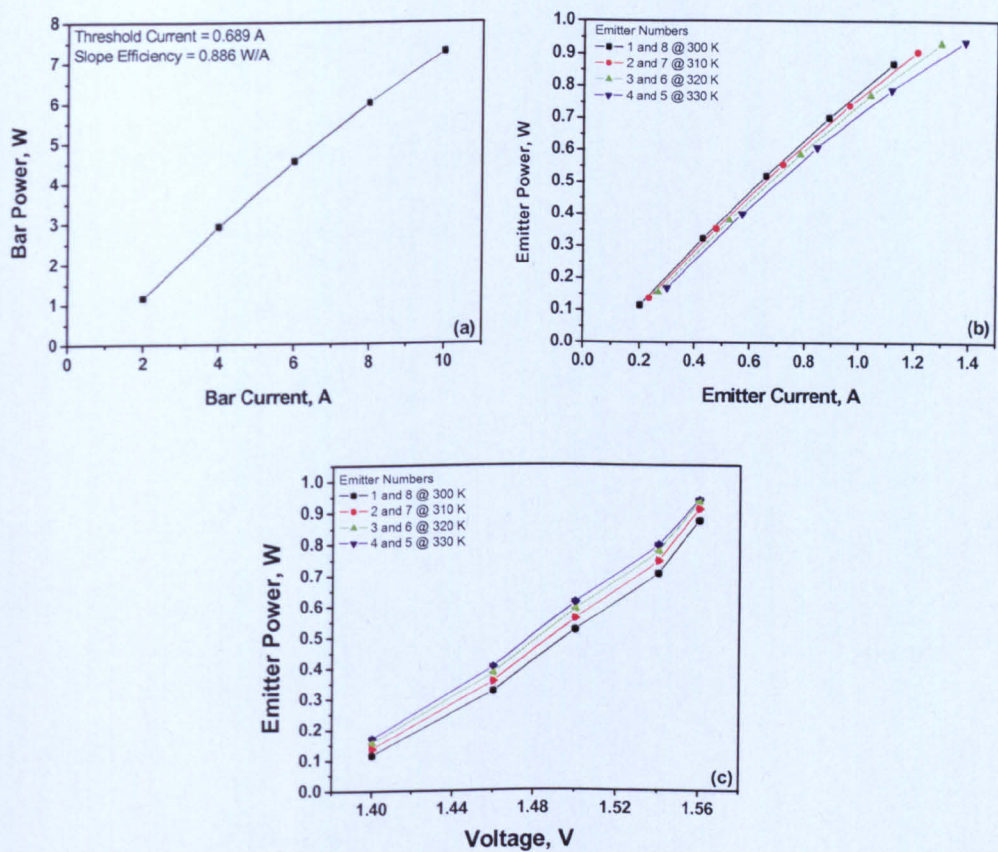 Threshold Current = 0.689 A
Slope Efficiency = 0.886 W/A
8
7
6
5
4
3
2
1
0
Bar Power, W
0 2 4 6 8 10
Bar Current, A
(a)
Emitter Numbers
1 and 8 @ 300 K
2 and 7 @ 310 K
3 and 6 @ 320 K
4 and 5 @ 330 K
1.0
0.9
0.8
0.7
0.6
0.5
0.4
0.3
0.2
0.1
0.0
Emitter Power, W
0.0 0.2 0.4 0.6 0.8 1.0 1.2 1.4
Emitter Current, A
(b)
Emitter Numbers
1 and 8 @ 300 K
2 and 7 @ 310 K
3 and 6 @ 320 K
4 and 5 @ 330 K
1.0
0.9
0.8
0.7
0.6
0.5
0.4
0.3
0.2
0.1
0.0
Emitter Power, W
1.40 1.44 1.48 1.52 1.56
Voltage, V
(c)